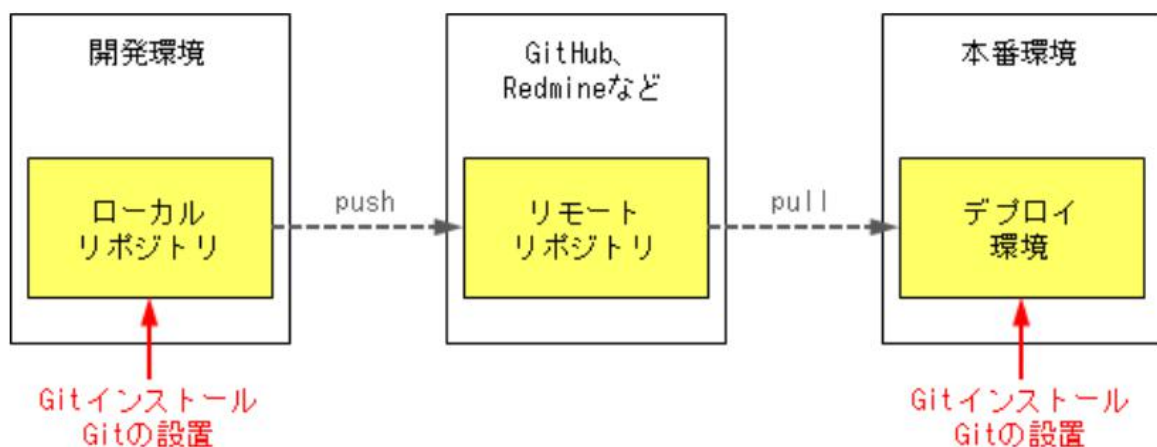 開発環境
GitHub、
Redmineなど
本番環境
ローカル
リポジトリ
push
リモート
リポジトリ
pull
デプロイ
環境
Gitインストール
Gitの設置
Gitインストール
Gitの設置